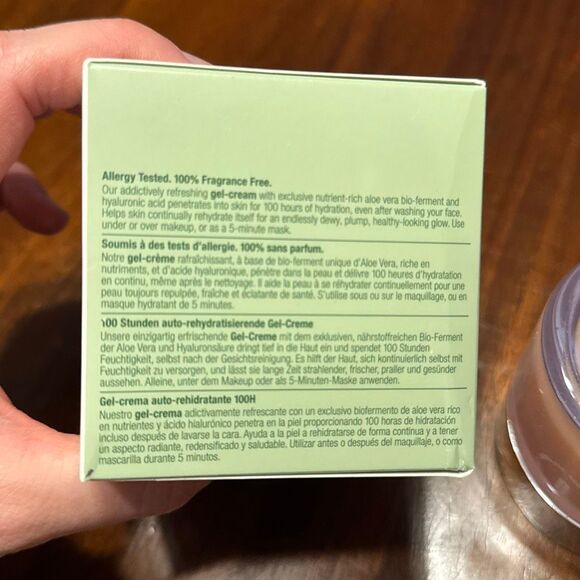 Allergy Tested. 100% Fragrance Free.
Our addictively refreshing gel-cream with exclusive nutrient-rich aloe vera bio-ferment and
hyaluronic acid penetrates into skin for 100 hours of hydration, even after washing your face.
Helps skin continually rehydrate itself for an endlessly dewy, plump, healthy-looking glow. Use
under or over makeup, or as a 5-minute mask.
Soumis à des tests d'allergie. 100% sans parfum.
Notre gel-crème rafraîchissant, à base de bio-ferment unique d'Aloe Vera, riche en
nutriments, et d'acide hyaluronique, pénètre dans la peau et délivre 100 heures d'hydratation
en continu, même après le nettoyage. Il aide la peau à se réhydrater continuellement pour une
peau toujours repulpée, fraîche et éclatante de santé. S'utilise sous ou sur le maquillage, ou en
masque hydratant de 5 minutes.
100 Stunden auto-rehydratisierende Gel-Creme
Unsere einzigartig erfrischende Gel-Creme mit dem exklusiven, nährstoffreichen Bio-Ferment
der Aloe Vera und Hyaluronsäure dringt tief in die Haut ein und spendet 100 Stunden
Feuchtigkeit, selbst nach der Gesichtsreinigung. Es hilft der Haut, sich kontinuierlich selbst mit
Feuchtigkeit zu versorgen, und lässt sie lange Zeit strahlender, frischer, praller und gesünder
aussehen. Alleine, unter dem Makeup oder als 5-Minuten-Maske anwenden.
Gel-crema auto-rehidratante 100H
Nuestro gel-crema adictivamente refrescante con un exclusivo biofermento de aloe vera rico
en nutrientes y ácido hialurónico penetra en la piel proporcionando 100 horas de hidratación
incluso después de lavarse la cara. Ayuda a la piel a rehidratarse de forma continua y a tener
un aspecto radiante, redensificado y saludable. Utilizar antes o después del maquillaje, o como
mascarilla durante 5 minutos.